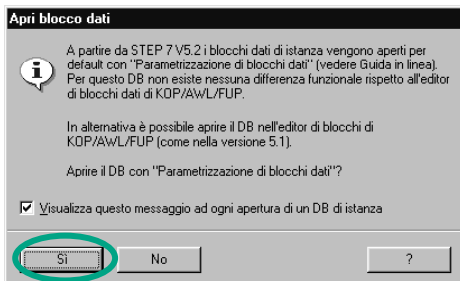 Apri blocco dati
A partire da STEP 7 V5.2 i blocchi dati di istanza vengono aperti per
default con "Parametrizzazione di blocchi dati" (vedere Guida in linea).
Per questo DB non esiste nessuna differenza funzionale rispetto all'editor
di blocchi dati di KOP/AWL/FUP.
In alternativa è possibile aprire il DB nell'editor di blocchi di
KOP/AWL/FUP (come nella versione 5.1).
Aprire il DB con "Parametrizzazione di blocchi dati"?
Visualizza questo messaggio ad ogni apertura di un DB di istanza
Sì No ?